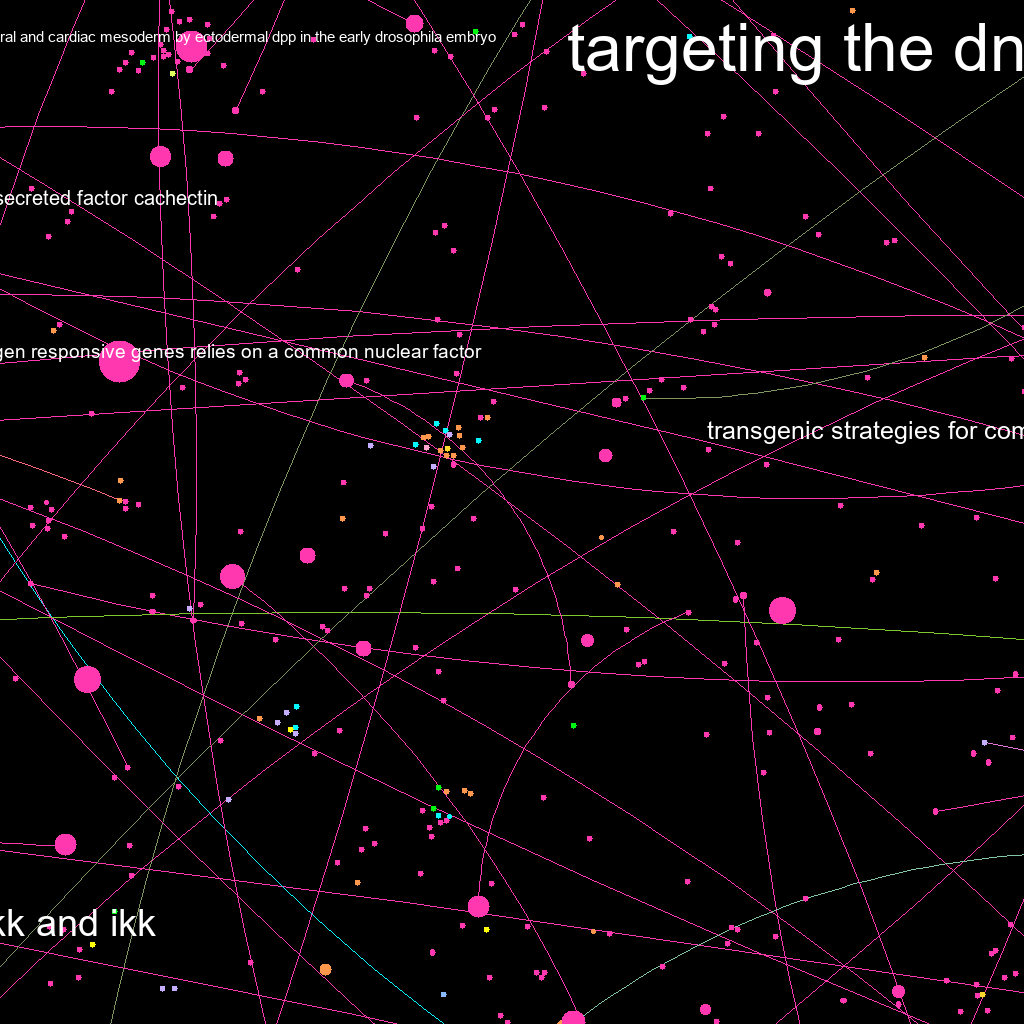 ral and cardiac mesoderm by ectodermal dpp in the early drosophila embryo
targeting the dn
secreted factor cachectin
gen responsive genes relies on a common nuclear factor
transgenic strategies for com
kk and ikk